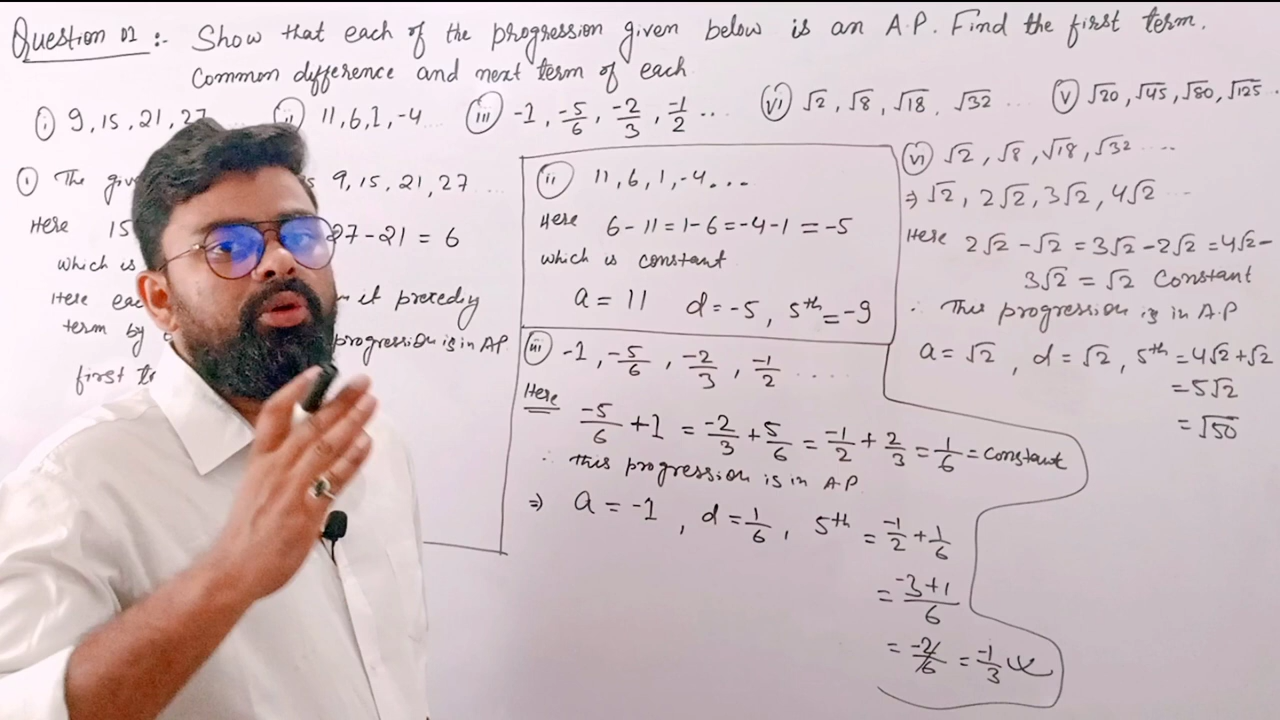 Question 01 :- Show that each of the progression given below is an A.P. Find the first term.
Common difference and next term of each
(i) 9, 15, 21, 27 (ii) 11, 6, 1, -4 ... (iii) -1, -5/6, -2/3, -1/2 .. (vi) √2, √8, √18, √32 ... (v) √20, √45, √80, √125 ...
(i) The 9, 15, 21, 27 ...
Here 15 27-21 = 6
which is
Here it precedig
term by progression is in AP.
first
(ii) 11, 6, 1, -4...
Here 6-11 = 1-6 = -4-1 = -5
which is constant
a = 11 d = -5, 5th = -9
(iii) -1, -5/6, -2/3, -1/2 ....
Here
-5/6 + 1 = -2/3 + 5/6 = -1/2 + 2/3 = 1/6 = constant
∴ this progression is in A.P
⇒ a = -1, d = 1/6, 5th = -1/2 + 1/6
= -3+1/6
= -2/6 = -1/3
(vi) √2, √8, √18, √32 ....
⇒ √2, 2√2, 3√2, 4√2 ...
Here 2√2 - √2 = 3√2 - 2√2 = 4√2 -
3√2 = √2 Constant
∴ This progression is in A.P
a = √2, d = √2, 5th = 4√2 + √2
= 5√2
= √50